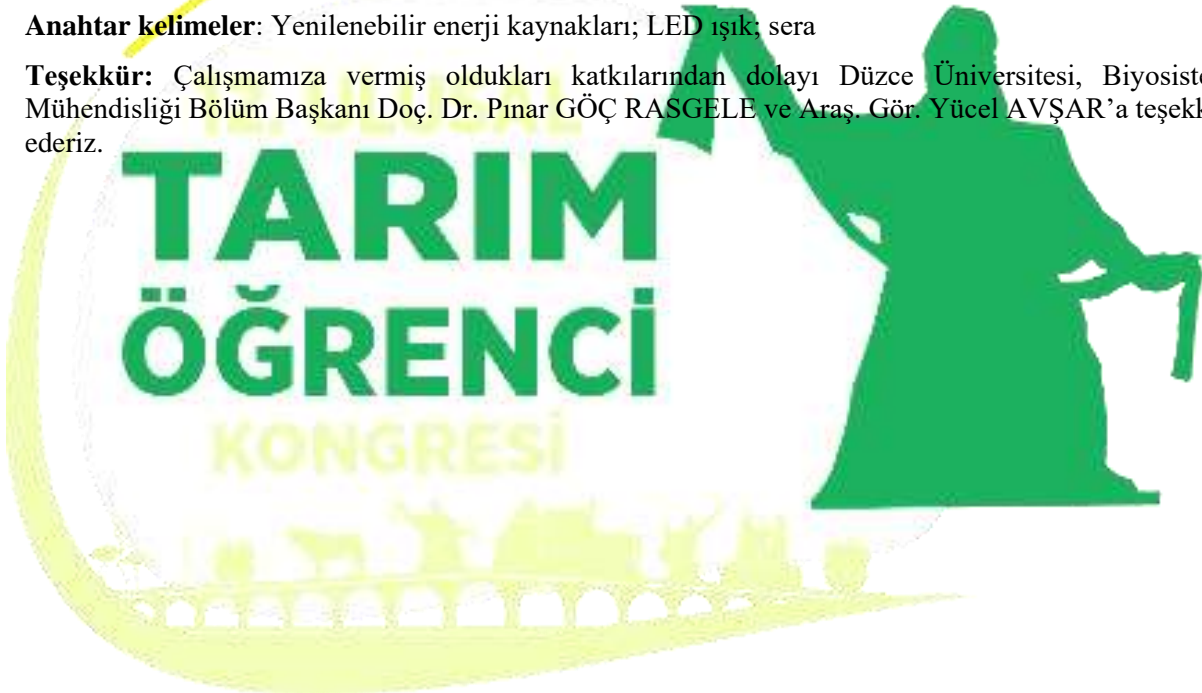 Anahtar kelimeler: Yenilenebilir enerji kaynakları; LED ışık; sera
Teşekkür: Çalışmamıza vermiş oldukları katkılarından dolayı Düzce Üniversitesi, Biyosiste
Mühendisliği Bölüm Başkanı Doç. Dr. Pınar GÖÇ RASGELE ve Araş. Gör. Yücel AVŞAR’a teşekk
ederiz.
ULUSAL
TARIM
ÖĞRENCİ
KONGRESİ